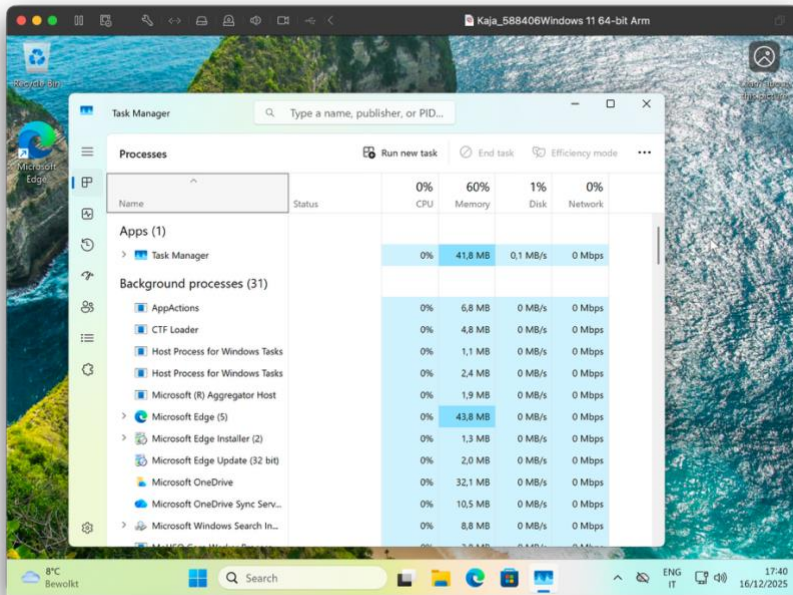 Kaja_588406Windows 11 64-bit Arm
Recycle Bin
Microsoft
Edge
Task Manager
Type a name, publisher, or PID...
Processes
Run new task
End task
Efficiency mode
0% 60% 1% 0%
Name Status CPU Memory Disk Network
Apps (1)
Task Manager 0% 41,8 MB 0,1 MB/s 0 Mbps
Background processes (31)
AppActions 0% 6,8 MB 0 MB/s 0 Mbps
CTF Loader 0% 4,8 MB 0 MB/s 0 Mbps
Host Process for Windows Tasks 0% 1,1 MB 0 MB/s 0 Mbps
Host Process for Windows Tasks 0% 2,4 MB 0 MB/s 0 Mbps
Microsoft (R) Aggregator Host 0% 1,9 MB 0 MB/s 0 Mbps
Microsoft Edge (5) 0% 43,8 MB 0 MB/s 0 Mbps
Microsoft Edge Installer (2) 0% 1,3 MB 0 MB/s 0 Mbps
Microsoft Edge Update (32 bit) 0% 2,0 MB 0 MB/s 0 Mbps
Microsoft OneDrive 0% 32,1 MB 0 MB/s 0 Mbps
Microsoft OneDrive Sync Serv... 0% 10,5 MB 0 MB/s 0 Mbps
Microsoft Windows Search In... 0% 8,8 MB 0 MB/s 0 Mbps
8°C
Bewolkt
Search
ENG
IT
17:40
16/12/2025